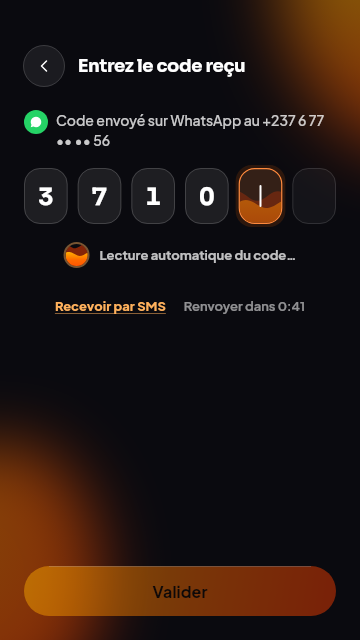 Entrez le code reçu
Code envoyé sur WhatsApp au +237 6 77
•• •• 56
3 7 1 0
Lecture automatique du code…
Recevoir par SMS Renvoyer dans 0:41
Valider